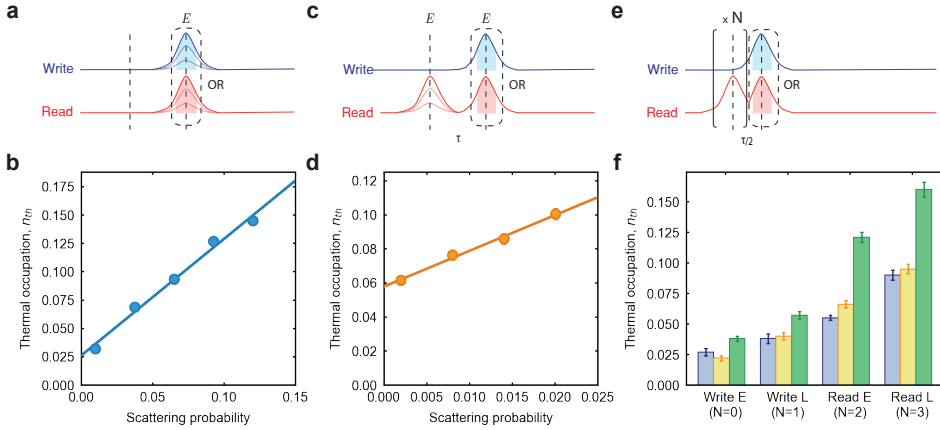 a
E
Write
OR
Read
c
E E
Write
OR
Read
τ
e
x N
Write
OR
Read
τ/2
b
0.175
0.150
0.125
0.100
0.075
0.050
0.025
0.000
Thermal occupation, nth
0.00 0.05 0.10 0.15
Scattering probability
d
0.12
0.10
0.08
0.06
0.04
0.02
0.00
Thermal occupation, nth
0.000 0.005 0.010 0.015 0.020 0.025
Scattering probability
f
0.150
0.125
0.100
0.075
0.050
0.025
0.000
Thermal occupation, nth
Write E Write L Read E Read L
(N=0) (N=1) (N=2) (N=3)